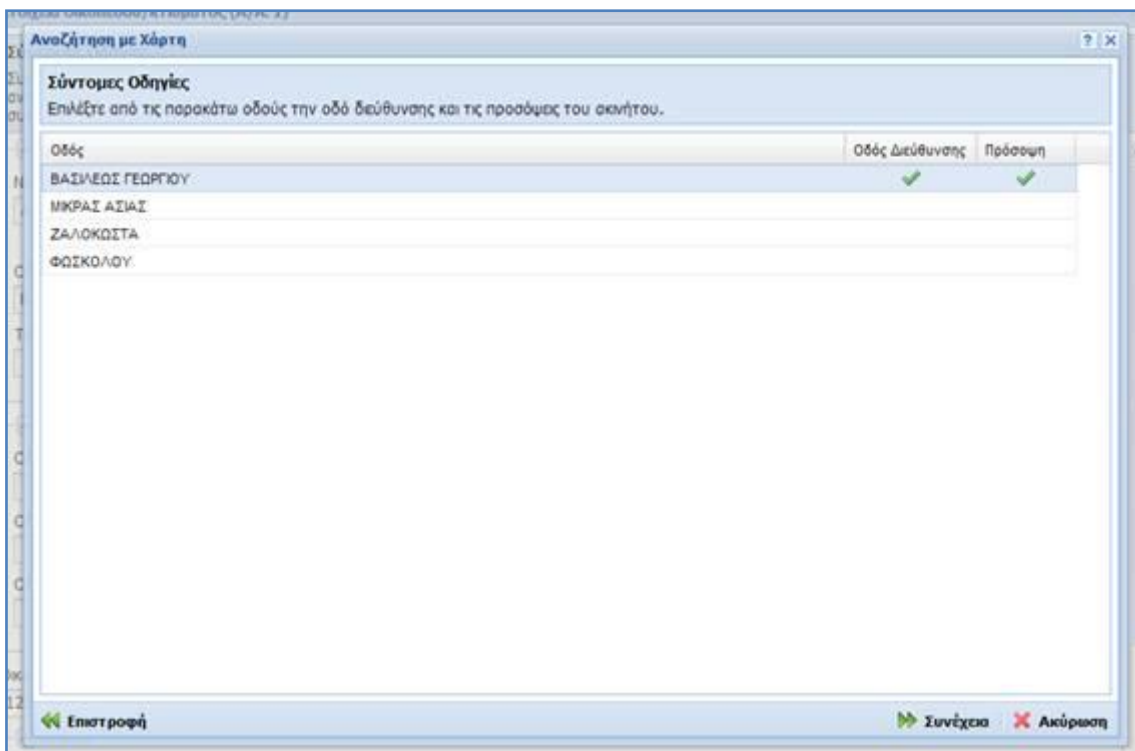 Αναζήτηση με Χάρτη
Σύντομες Οδηγίες
Επιλέξτε από τις παρακάτω οδούς την οδό διεύθυνσης και τις προσόψεις του ακινήτου.
Οδός Οδός Διεύθυνσης Πρόσοψη
ΒΑΣΙΛΕΩΣ ΓΕΩΡΓΙΟΥ
ΜΙΚΡΑΣ ΑΣΙΑΣ
ΖΑΛΟΚΩΣΤΑ
ΦΩΣΚΟΛΟΥ
Επιστροφή Συνέχεια Ακύρωση